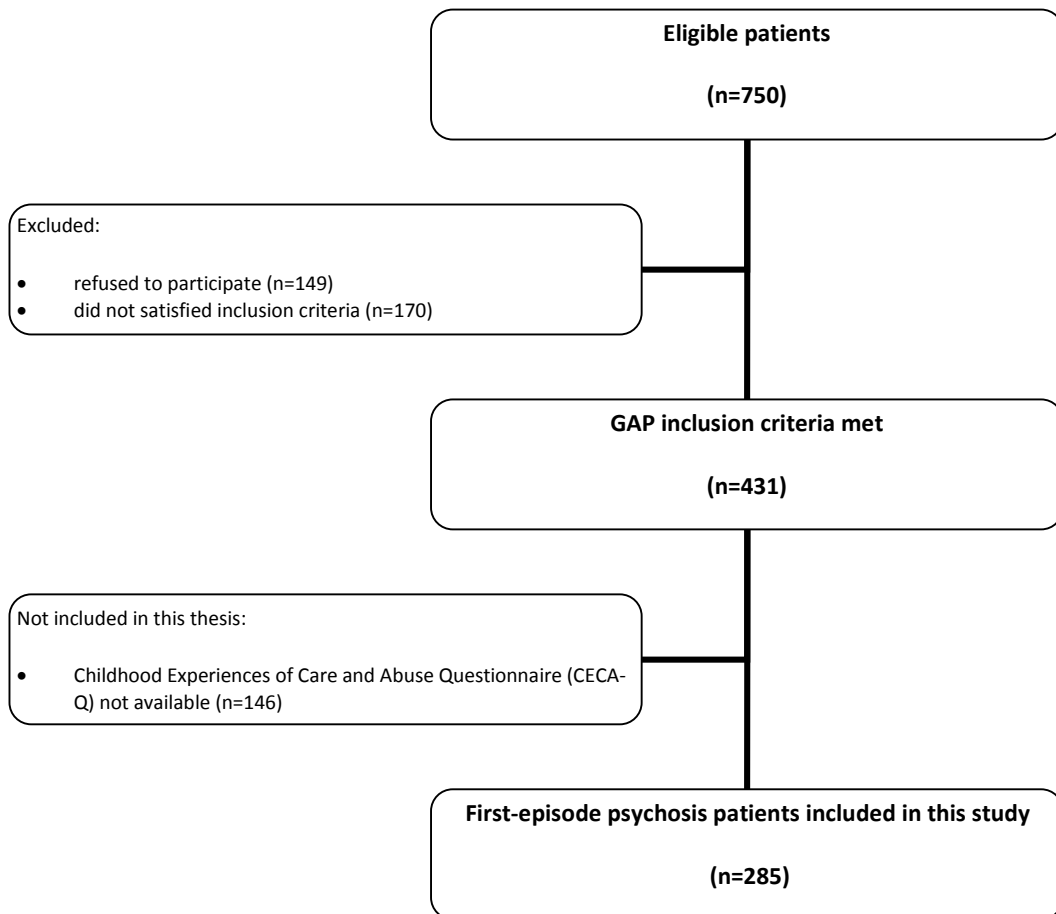 Eligible patients
(n=750)
Excluded:
• refused to participate (n=149)
• did not satisfied inclusion criteria (n=170)
GAP inclusion criteria met
(n=431)
Not included in this thesis:
• Childhood Experiences of Care and Abuse Questionnaire (CECA-
Q) not available (n=146)
First-episode psychosis patients included in this study
(n=285)